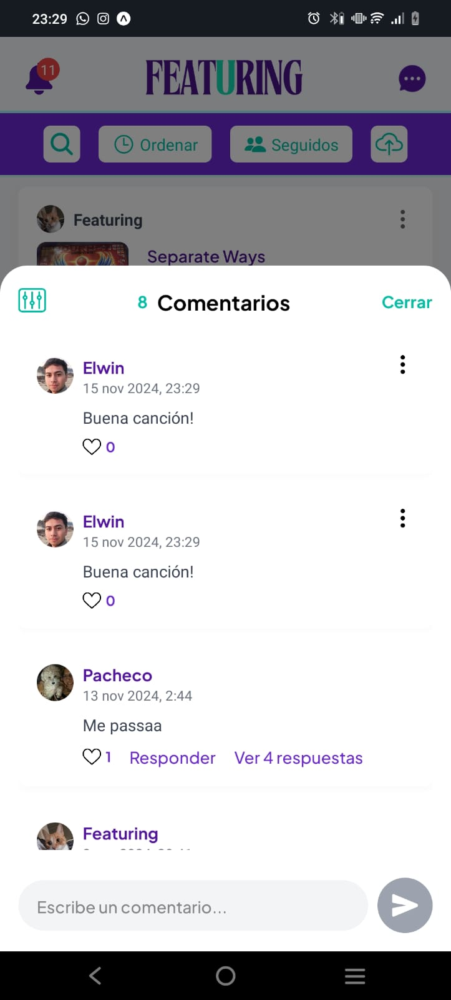 23:29
11
FEATURING
Ordenar
Seguidos
Featuring
Separate Ways
8 Comentarios
Cerrar
Elwin
15 nov 2024, 23:29
Buena canción!
0
Elwin
15 nov 2024, 23:29
Buena canción!
0
Pacheco
13 nov 2024, 2:44
Me passaa
1 Responder Ver 4 respuestas
Featuring
Escribe un comentario...